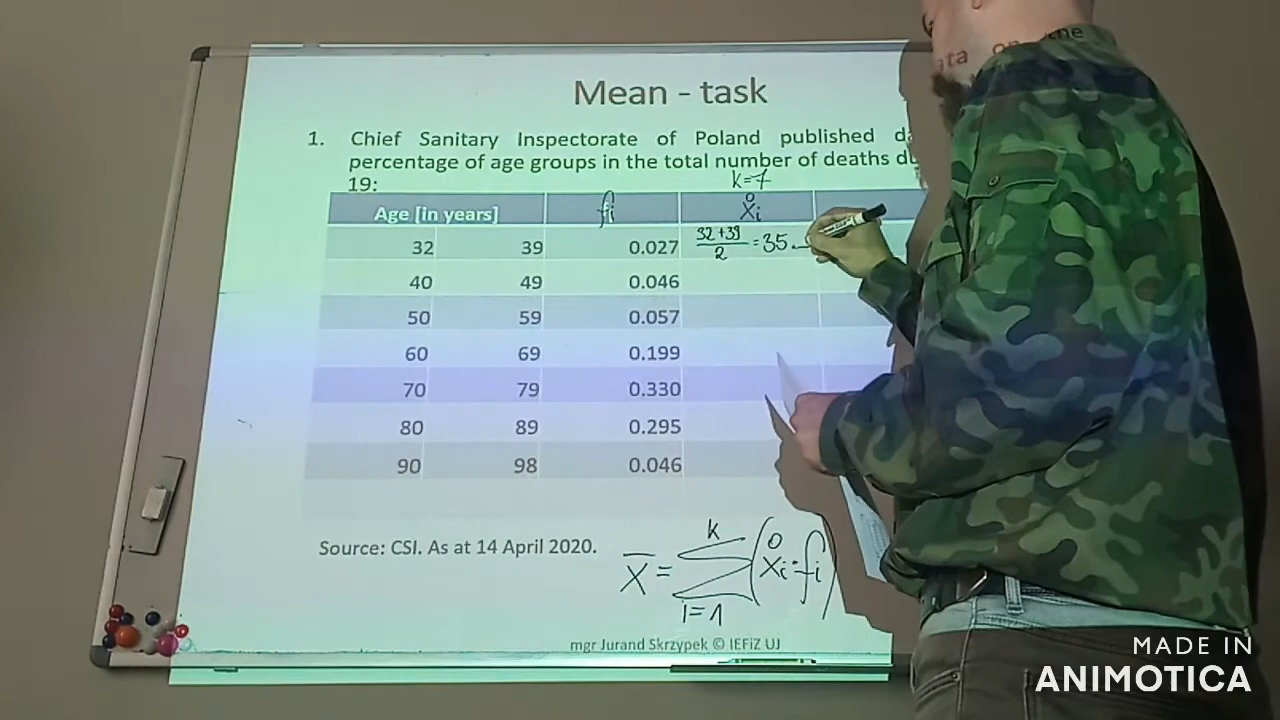 Mean - task
1. Chief Sanitary Inspectorate of Poland published
percentage of age groups in the total number of deaths
19:
k=7
Age [in years] fi x̊i
32 39 0.027 32+39/2 = 35.
40 49 0.046
50 59 0.057
60 69 0.199
70 79 0.330
80 89 0.295
90 98 0.046
Source: CSI. As at 14 April 2020.
x̄ = k∑i=1 (x̊i · fi)
mgr Jurand Skrzypek © IEFiZ UJ
on the
MADE IN
ANIMOTICA